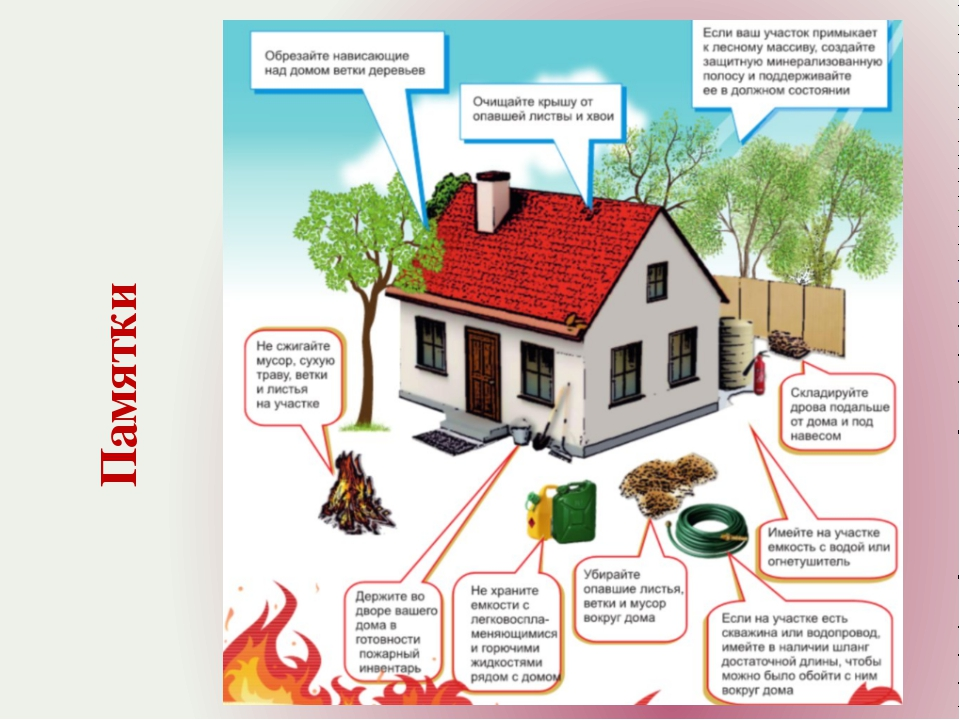 Памятки
Обрезайте нависающие
над домом ветки деревьев
Очищайте крышу от
опавшей листвы и хвои
Если ваш участок примыкает
к лесному массиву, создайте
защитную минерализованную
полосу и поддерживайте
ее в должном состоянии
Не сжигайте
мусор, сухую
траву, ветки
и листья
на участке
Складируйте
дрова подальше
от дома и под
навесом
Имейте на участке
емкость с водой или
огнетушитель
Держите во
дворе вашего
дома в
готовности
пожарный
инвентарь
Не храните
емкости с
легковоспла-
меняющимися
и горючими
жидкостями
рядом с домом
Убирайте
опавшие листья,
ветки и мусор
вокруг дома
Если на участке есть
скважина или водопровод,
имейте в наличии шланг
достаточной длины, чтобы
можно было обойти с ним
вокруг дома